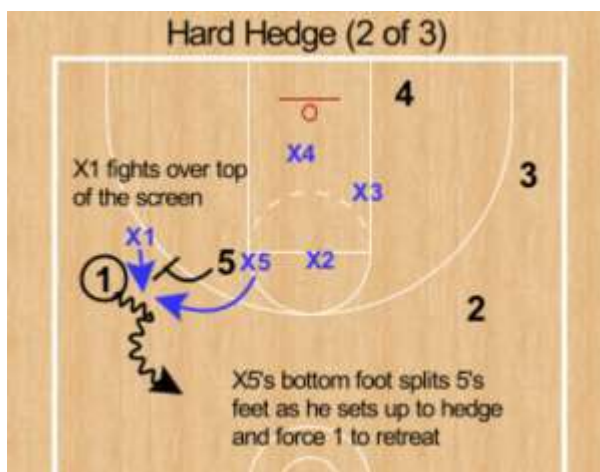 Hard Hedge (2 of 3)
4
X4
X1 fights over top
of the screen
3
X3
X1
5
X5
X2
1
2
X5's bottom foot splits 5's
feet as he sets up to hedge
and force 1 to retreat